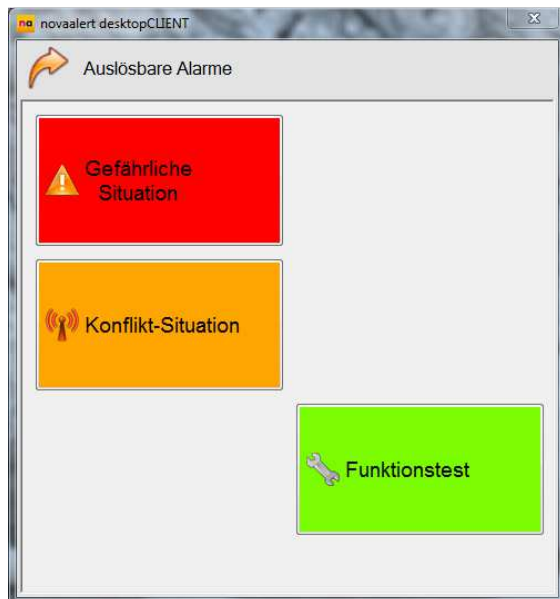 na novaalert desktopCLIENT
Auslösbare Alarme
Gefährliche
Situation
Konflikt-Situation
Funktionstest